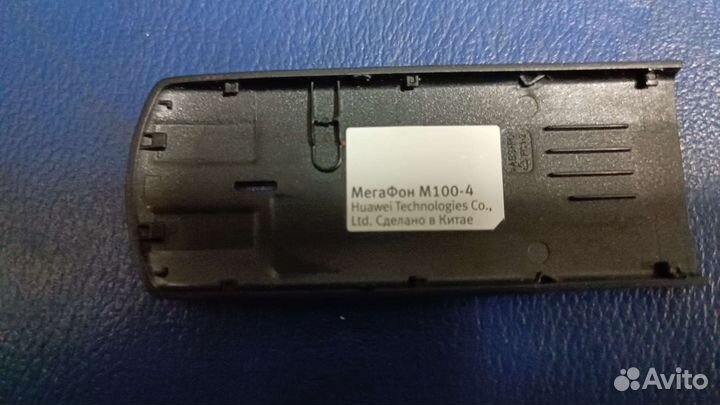 МегаФон М100-4
Huawei Technologies Co.,
Ltd. Сделано в Китае
Avito